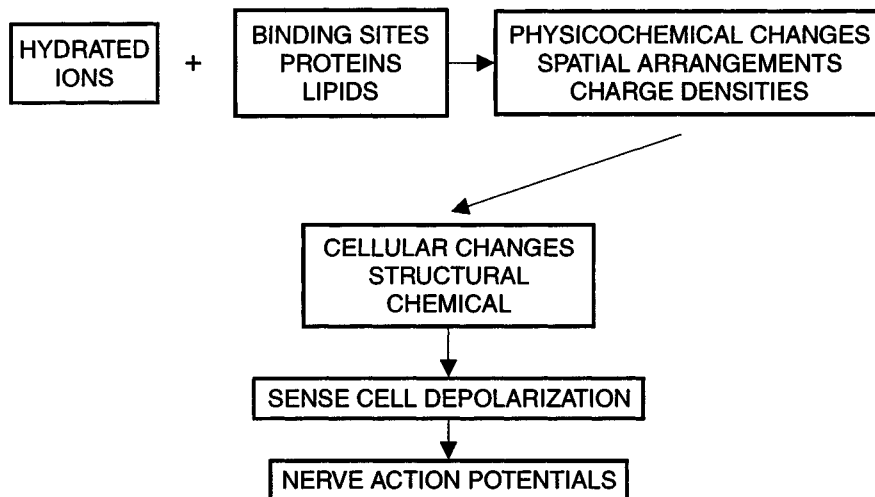 HYDRATED
IONS
+
BINDING SITES
PROTEINS
LIPIDS
PHYSICOCHEMICAL CHANGES
SPATIAL ARRANGEMENTS
CHARGE DENSITIES
CELLULAR CHANGES
STRUCTURAL
CHEMICAL
SENSE CELL DEPOLARIZATION
NERVE ACTION POTENTIALS